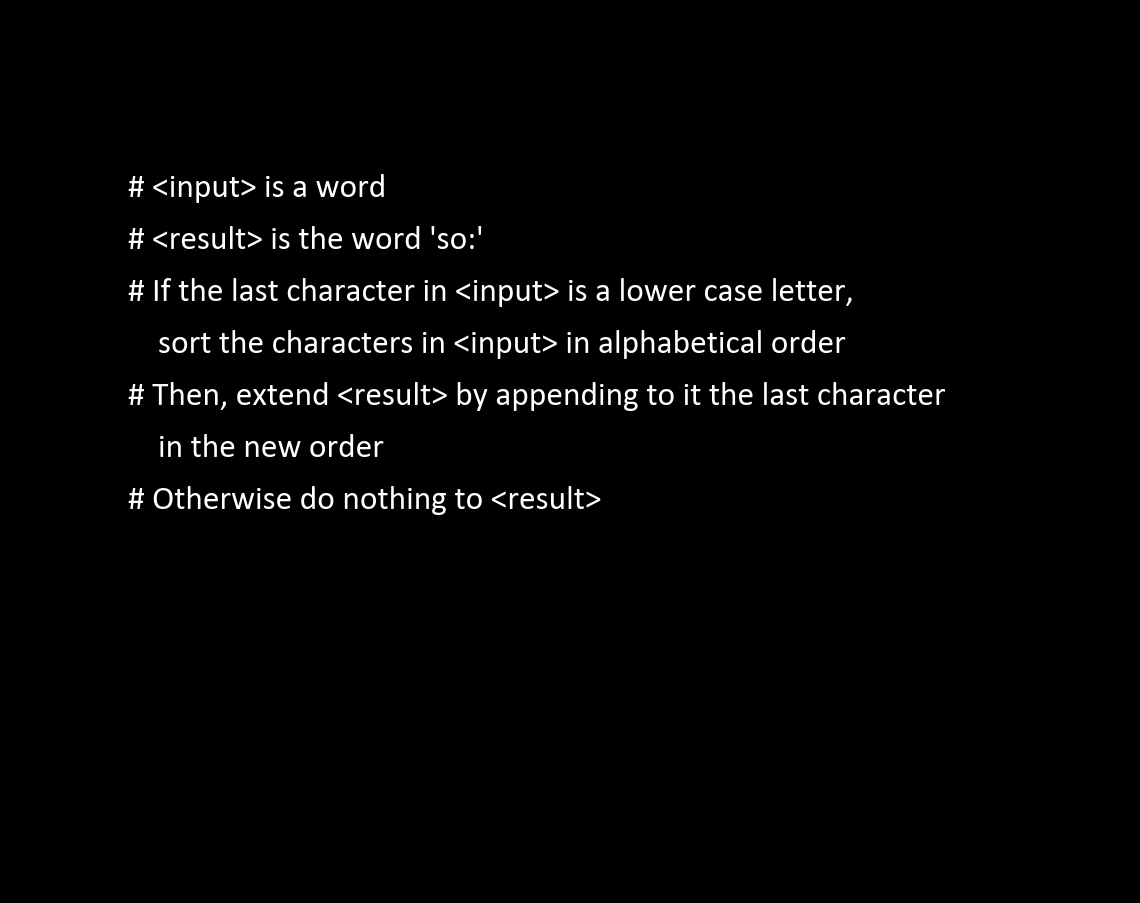 # <input> is a word
# <result> is the word 'so:'
# If the last character in <input> is a lower case letter,
sort the characters in <input> in alphabetical order
# Then, extend <result> by appending to it the last character
in the new order
# Otherwise do nothing to <result>